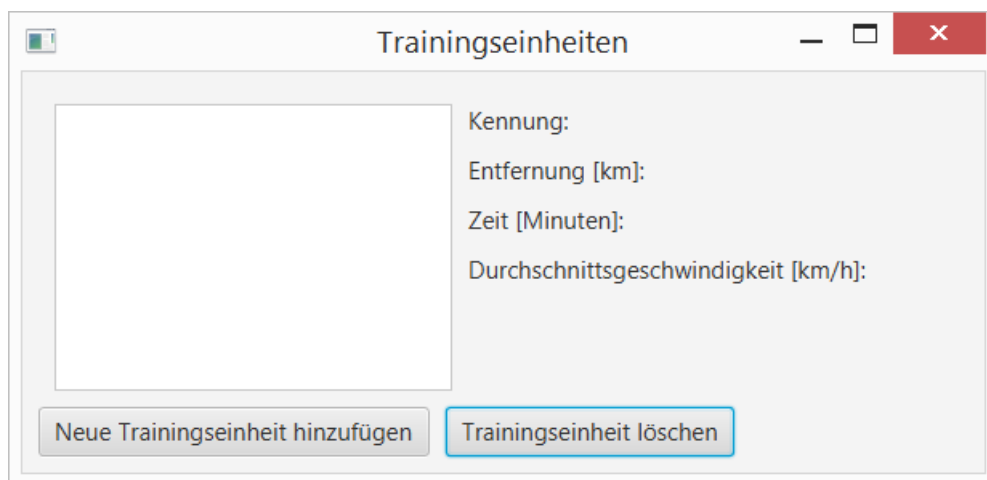 Trainingseinheiten
Kennung:
Entfernung [km]:
Zeit [Minuten]:
Durchschnittsgeschwindigkeit [km/h]:
Neue Trainingseinheit hinzufügen
Trainingseinheit löschen